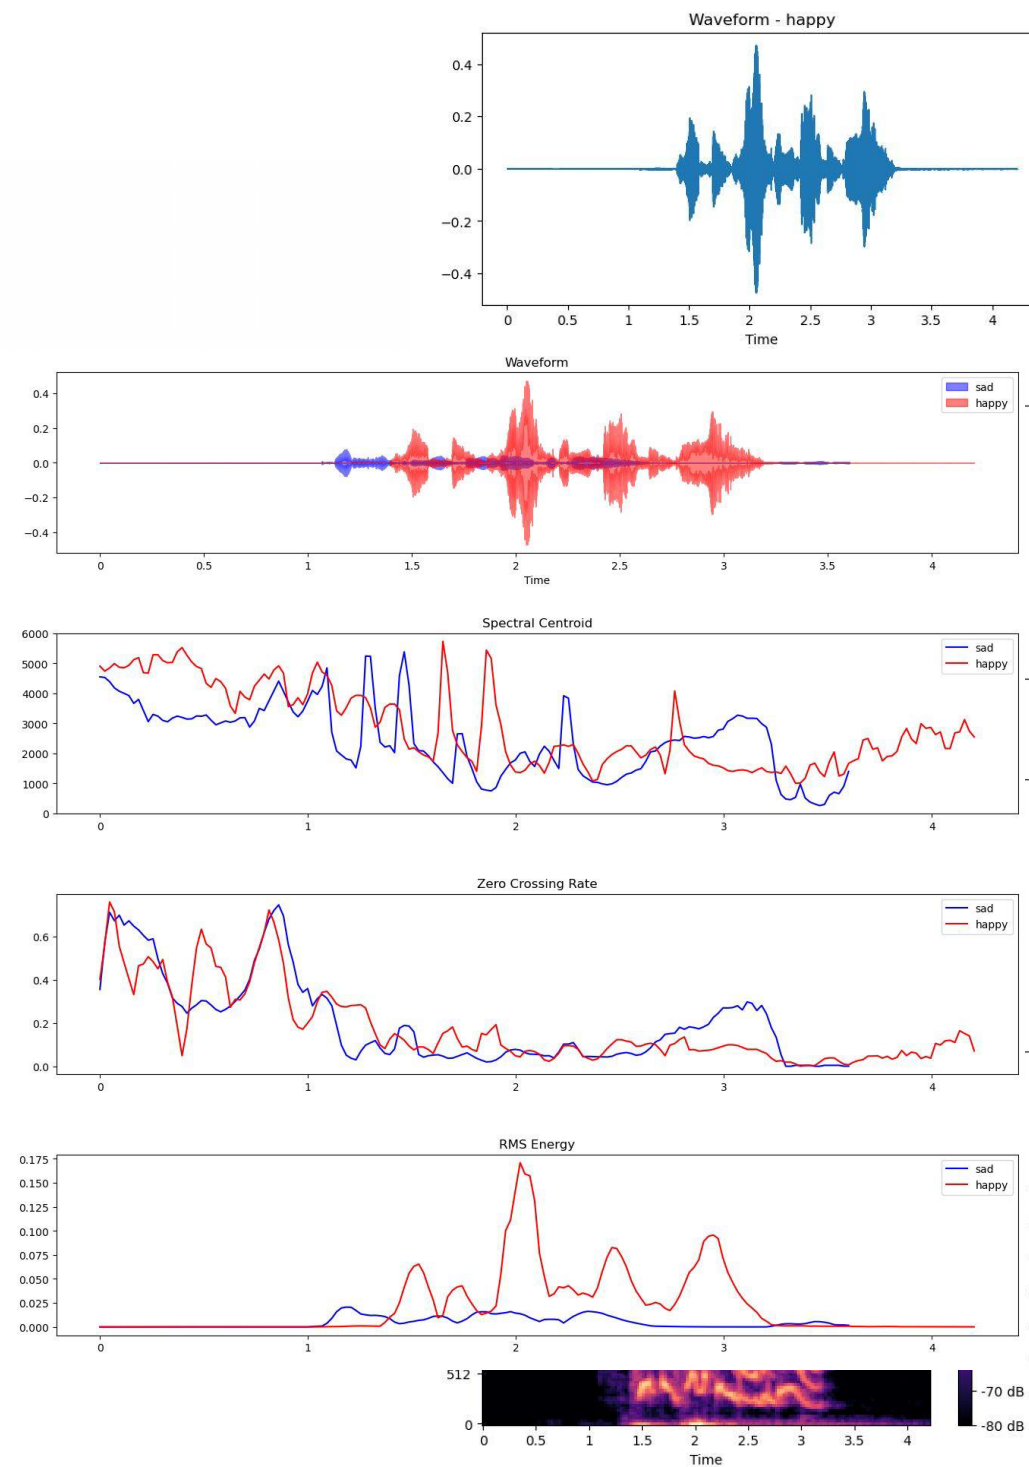 Waveform - happy
0.4
0.2
0.0
−0.2
−0.4
0 0.5 1 1.5 2 2.5 3 3.5 4
Time
Waveform
sad
happy
0.4
0.2
0.0
−0.2
−0.4
0 0.5 1 1.5 2 2.5 3 3.5 4
Time
Spectral Centroid
sad
happy
6000
5000
4000
3000
2000
1000
0
0 1 2 3 4
Zero Crossing Rate
sad
happy
0.6
0.4
0.2
0.0
0 1 2 3 4
RMS Energy
sad
happy
0.175
0.150
0.125
0.100
0.075
0.050
0.025
0.000
0 1 2 3 4
512
0
-70 dB
-80 dB
0 0.5 1 1.5 2 2.5 3 3.5 4
Time